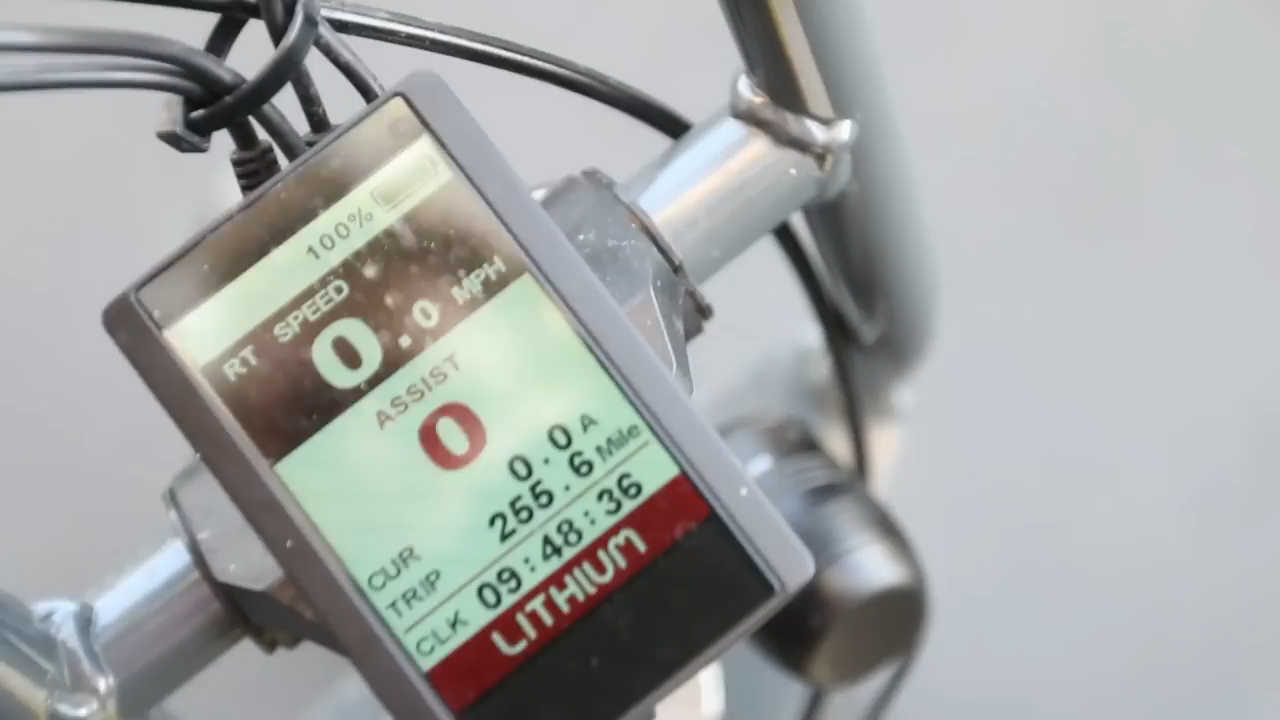 100%
RT SPEED
0.0 MPH
ASSIST
0
CUR 0.0 A
TRIP 255.6 Mile
CLK 09:48:36
LITHIUM